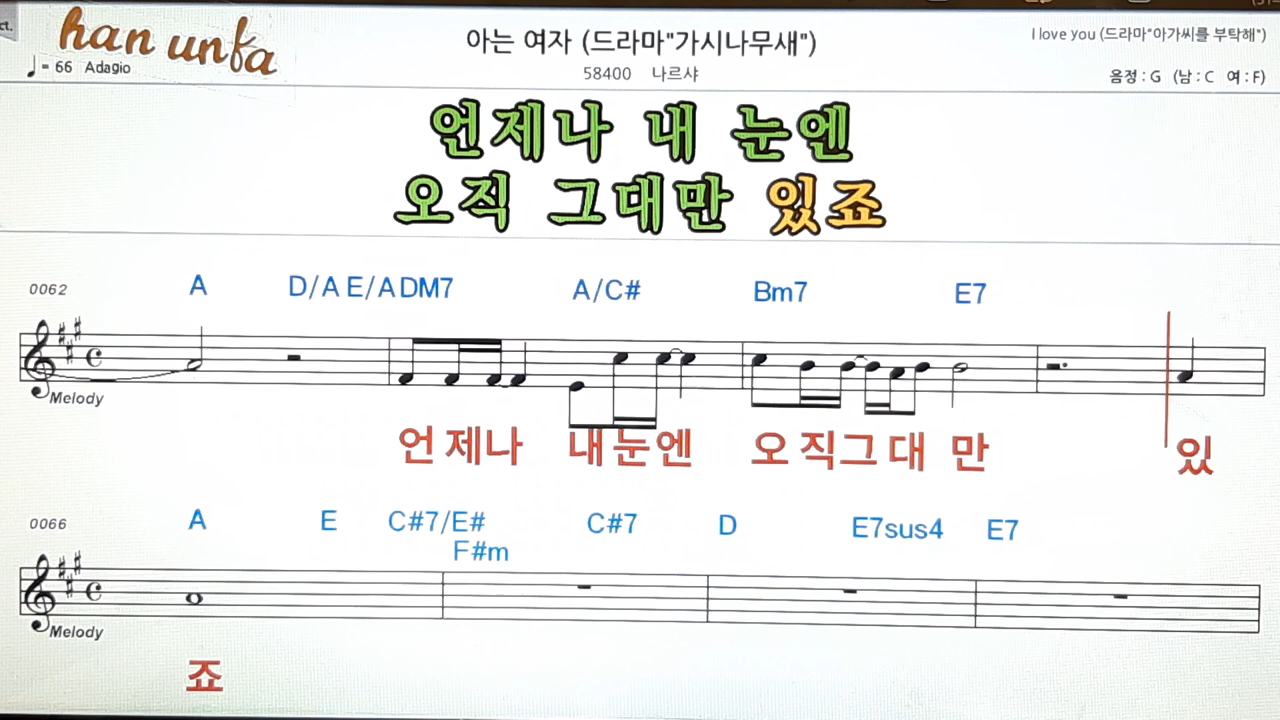 ct.
han unfa
♩= 66 Adagio
아는 여자 (드라마"가시나무새")
58400 나르샤
I love you (드라마"아가씨를 부탁해")
음정 : G (남 : C 여 : F)
언제나 내 눈엔
오직 그대만 있죠
0062 A D/A E/A DM7 A/C# Bm7 E7
Melody
언 제나 내 눈 엔 오 직 그 대 만 있
0066 A E C#7/E# C#7 D E7sus4 E7
F#m
Melody
죠